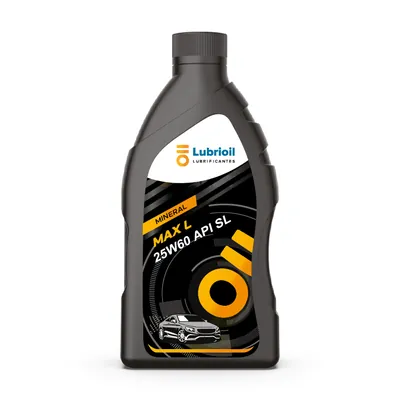 Lubrioil
LUBRIFICANTES
MINERAL
MAX L
25W60 API SL